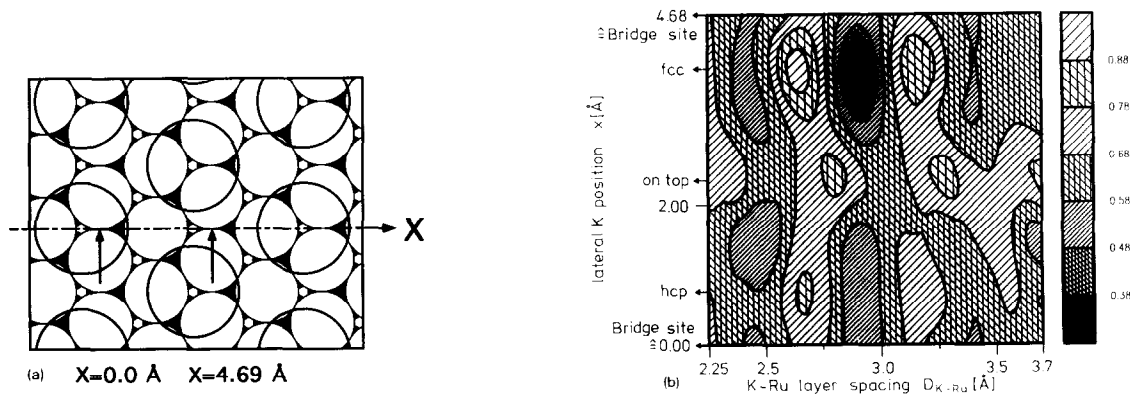 X
(a) X=0.0 Å X=4.69 Å
4.68
≙Bridge site
fcc
on top
2.00
hcp
Bridge site
≙0.00
lateral K position x[Å]
2.25 2.5 3.0 3.5 3.7
(b) K-Ru layer spacing D K-Ru [Å]
0.88
0.78
0.68
0.58
0.48
0.38